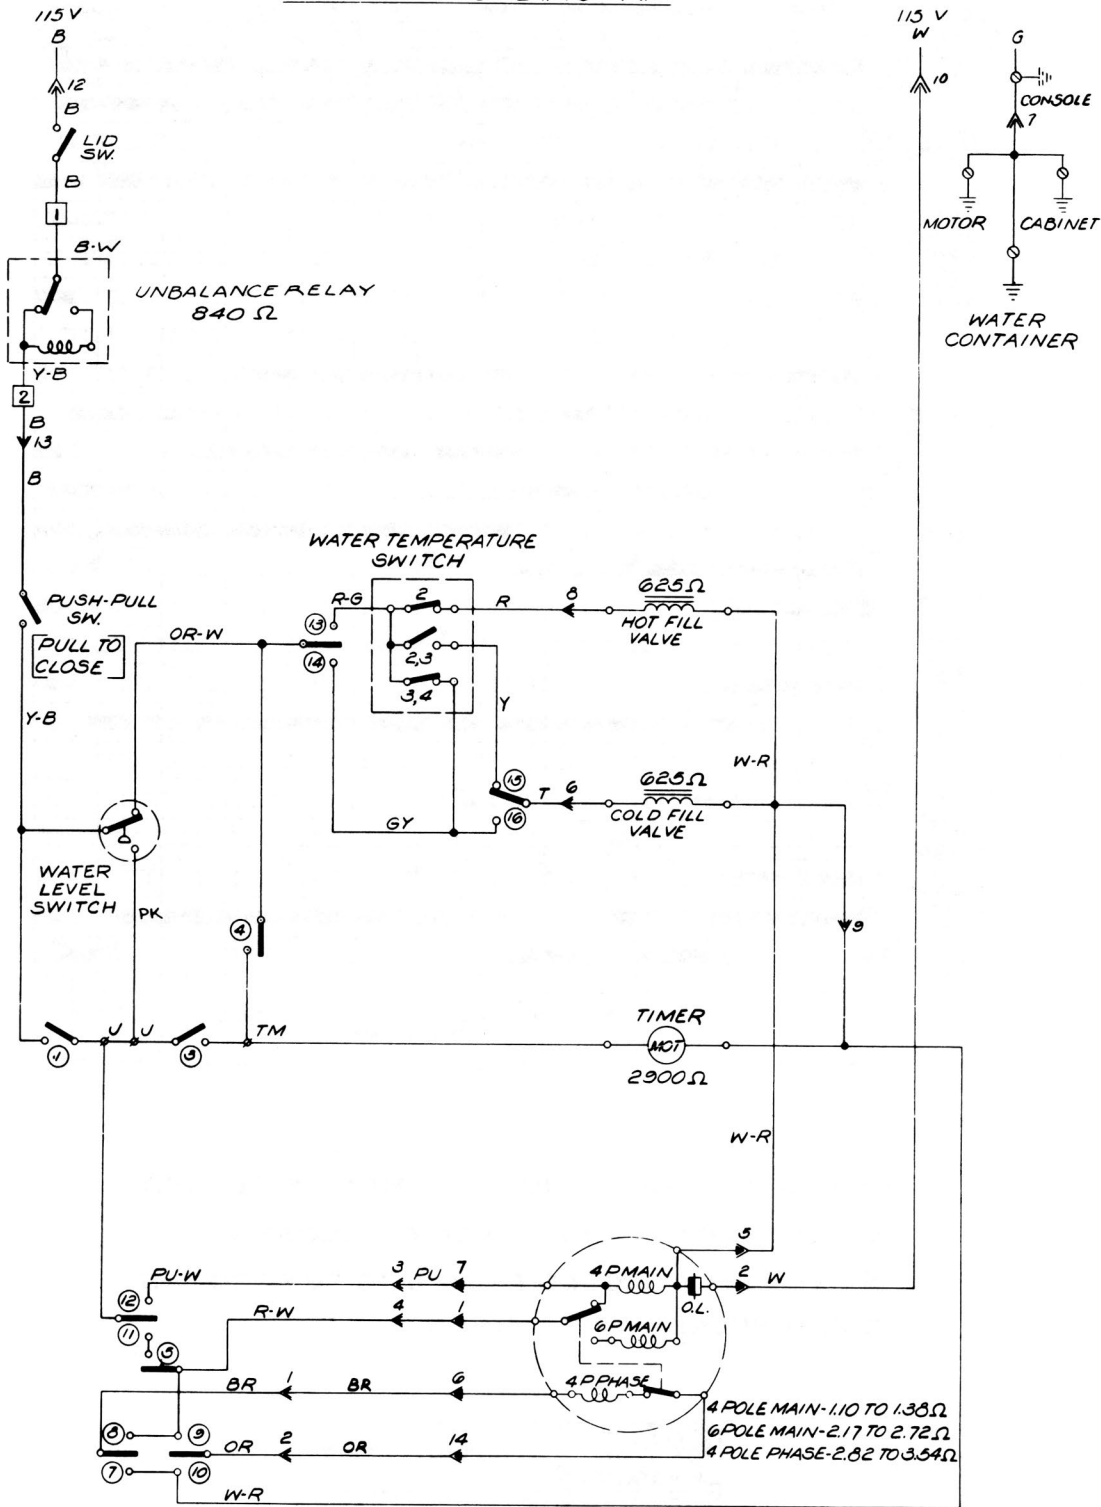 115 V
B
12
B
LID
SW.
B
1
B-W
UNBALANCE RELAY
840 Ω
Y-B
2
B
13
B
PUSH-PULL
SW.
[PULL TO
CLOSE]
Y-B
115 V
W
10
G
CONSOLE
7
MOTOR
CABINET
WATER
CONTAINER
WATER TEMPERATURE
SWITCH
OR-W
13
14
R-G
2
2,3
3,4
R
8
625Ω
HOT FILL
VALVE
Y
W-R
15
16
T
6
625Ω
COLD FILL
VALVE
GY
WATER
LEVEL
SWITCH
PK
4
9
1
U
U
3
TM
TIMER
MOT
2900Ω
W-R
5
PU-W
3
PU
7
4P MAIN
2
W
O.L.
12
11
R-W
4
1
6P MAIN
5
BR
1
BR
6
4P PHASE
8
9
7
10
OR
2
OR
14
W-R
4 POLE MAIN-1.10 TO 1.38Ω
6 POLE MAIN-2.17 TO 2.72Ω
4 POLE PHASE-2.82 TO 3.54Ω